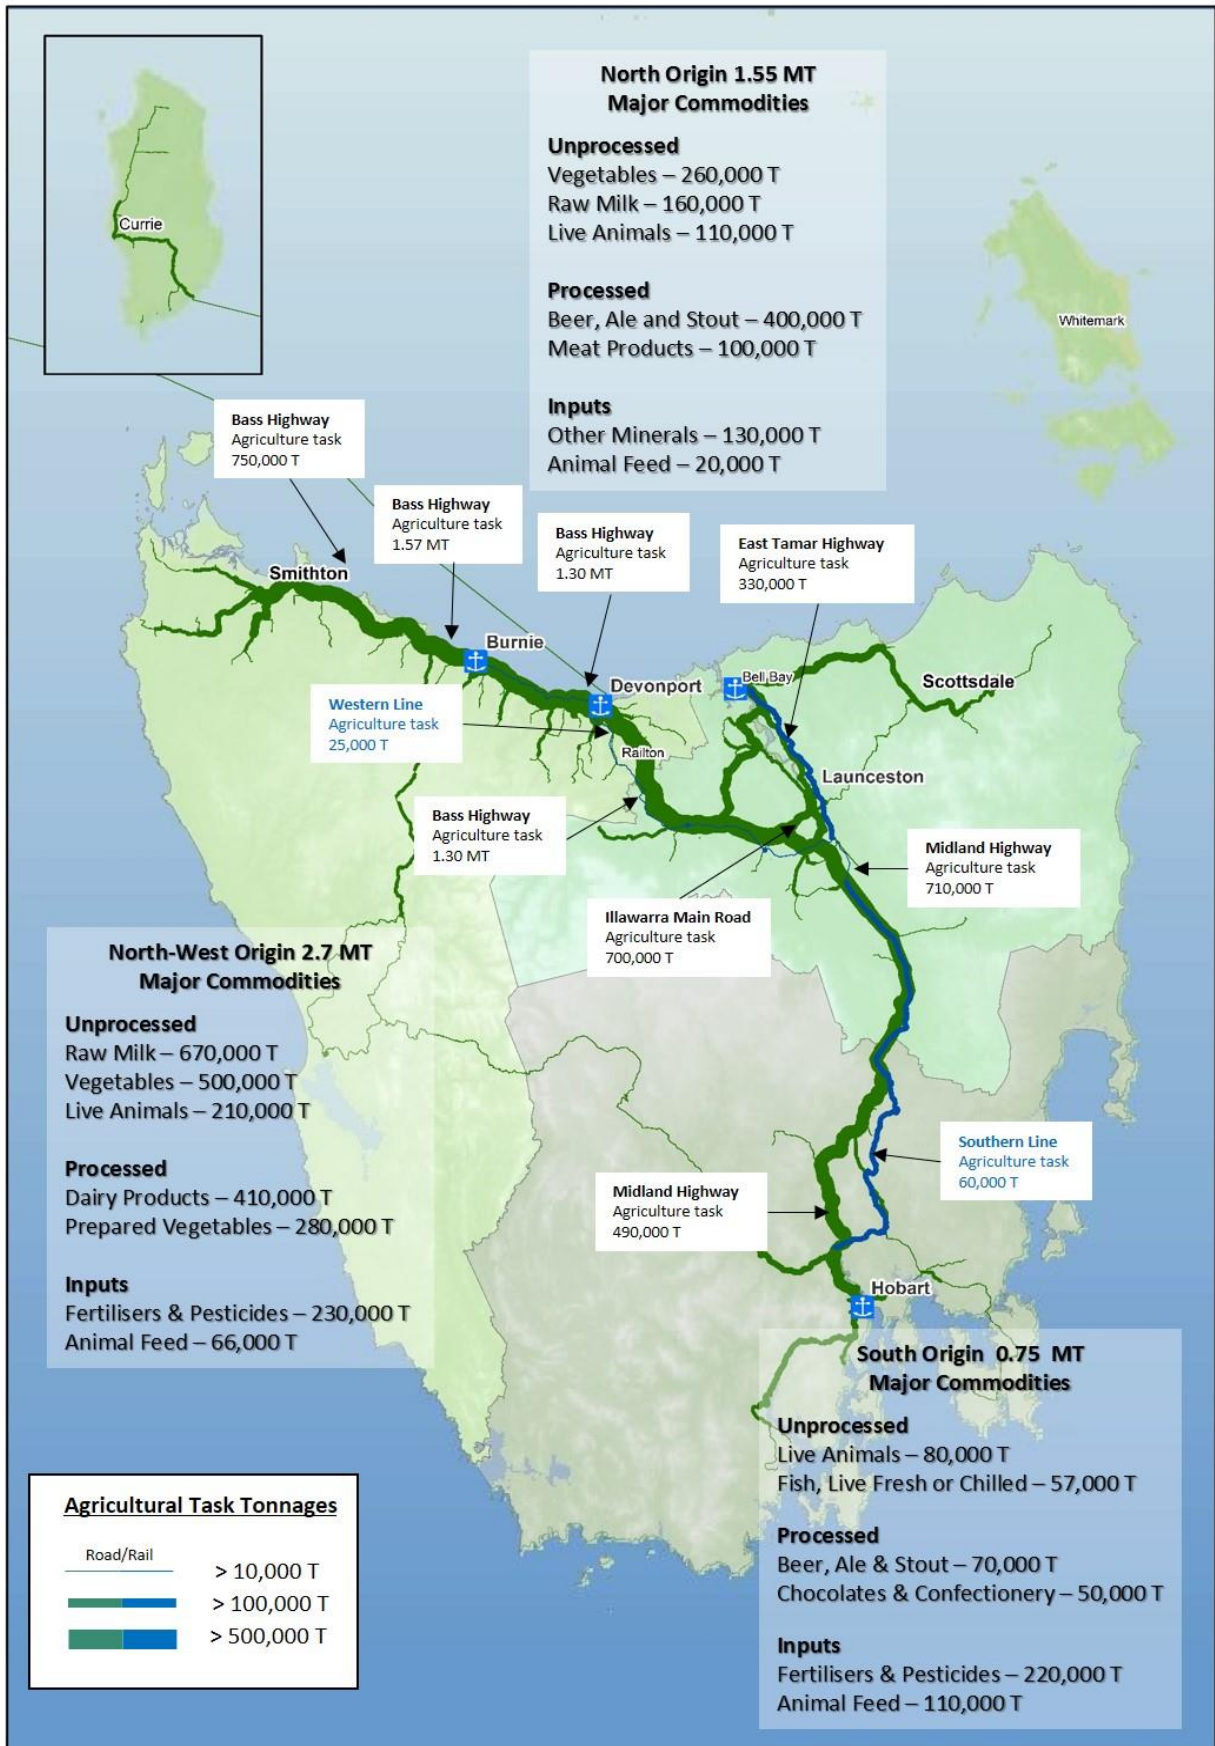 North Origin 1.55 MT
Major Commodities
Unprocessed
Vegetables – 260,000 T
Raw Milk – 160,000 T
Live Animals – 110,000 T
Processed
Beer, Ale and Stout – 400,000 T
Meat Products – 100,000 T
Inputs
Other Minerals – 130,000 T
Animal Feed – 20,000 T
Currie
Whitemark
Bass Highway
Agriculture task
750,000 T
Bass Highway
Agriculture task
1.57 MT
Bass Highway
Agriculture task
1.30 MT
East Tamar Highway
Agriculture task
330,000 T
Smithton
Burnie
Devonport
Bell Bay
Scottsdale
Western Line
Agriculture task
25,000 T
Railton
Launceston
Bass Highway
Agriculture task
1.30 MT
Midland Highway
Agriculture task
710,000 T
Illawarra Main Road
Agriculture task
700,000 T
North-West Origin 2.7 MT
Major Commodities
Unprocessed
Raw Milk – 670,000 T
Vegetables – 500,000 T
Live Animals – 210,000 T
Processed
Dairy Products – 410,000 T
Prepared Vegetables – 280,000 T
Inputs
Fertilisers & Pesticides – 230,000 T
Animal Feed – 66,000 T
Southern Line
Agriculture task
60,000 T
Midland Highway
Agriculture task
490,000 T
Hobart
South Origin 0.75 MT
Major Commodities
Unprocessed
Live Animals – 80,000 T
Fish, Live Fresh or Chilled – 57,000 T
Processed
Beer, Ale & Stout – 70,000 T
Chocolates & Confectionery – 50,000 T
Inputs
Fertilisers & Pesticides – 220,000 T
Animal Feed – 110,000 T
Agricultural Task Tonnages
Road/Rail
> 10,000 T
> 100,000 T
> 500,000 T